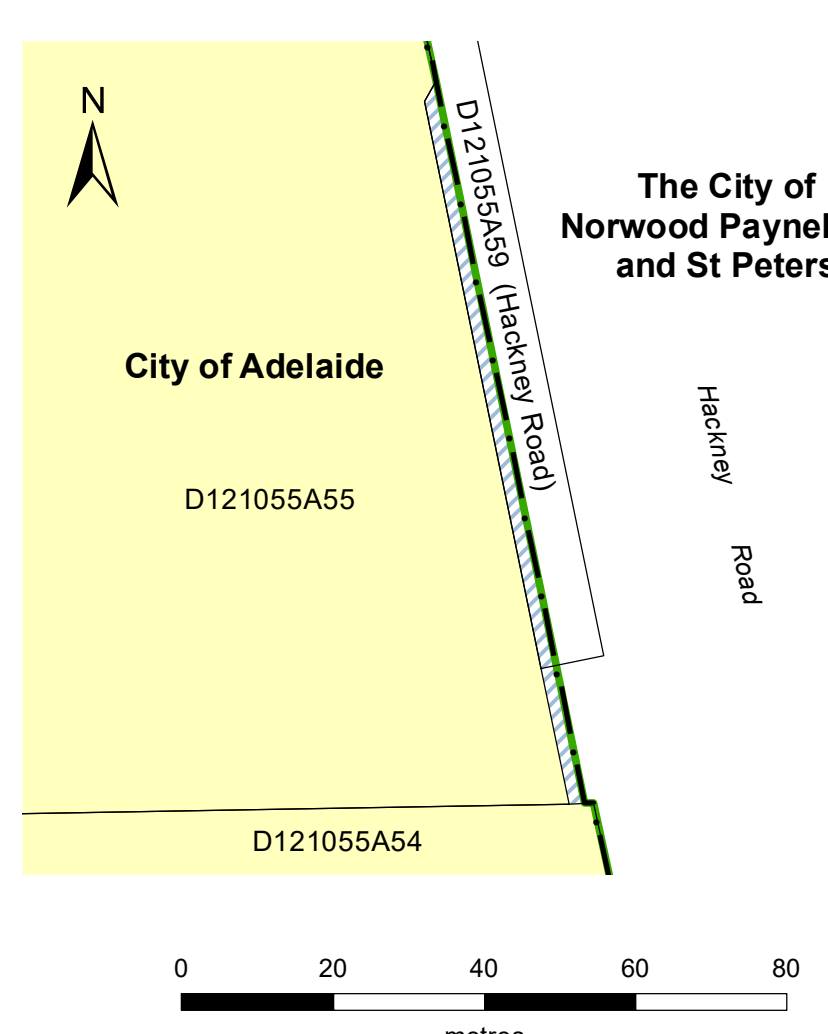 N
D121055A59 (Hackney Road)
The City of
Norwood Payneh
and St Peters
City of Adelaide
Hackney
Road
D121055A55
D121055A54
0 20 40 60 80
metres